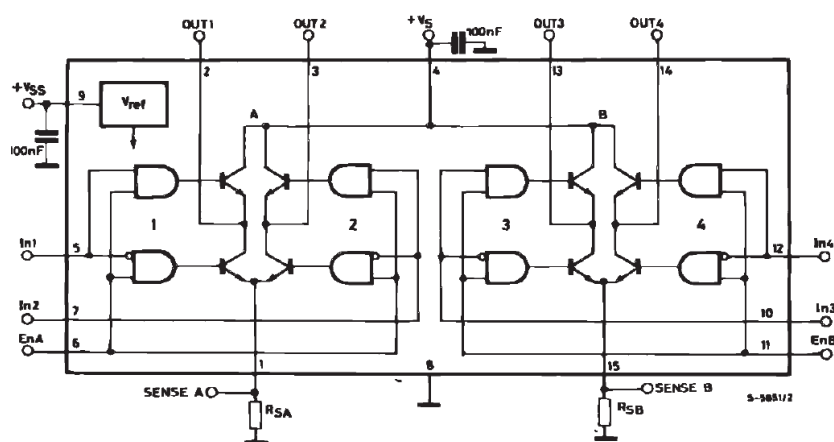 OUT1 OUT2 +VS 100nF OUT3 OUT4
2 3 4 13 14
+VSS 9 Vref A B
100nF
1 2 3 4
In1 5 12 In4
In2 7 10 In3
EnA 6 11 EnB
1 8 15
SENSE A SENSE B S-5851/2
RSA RSB